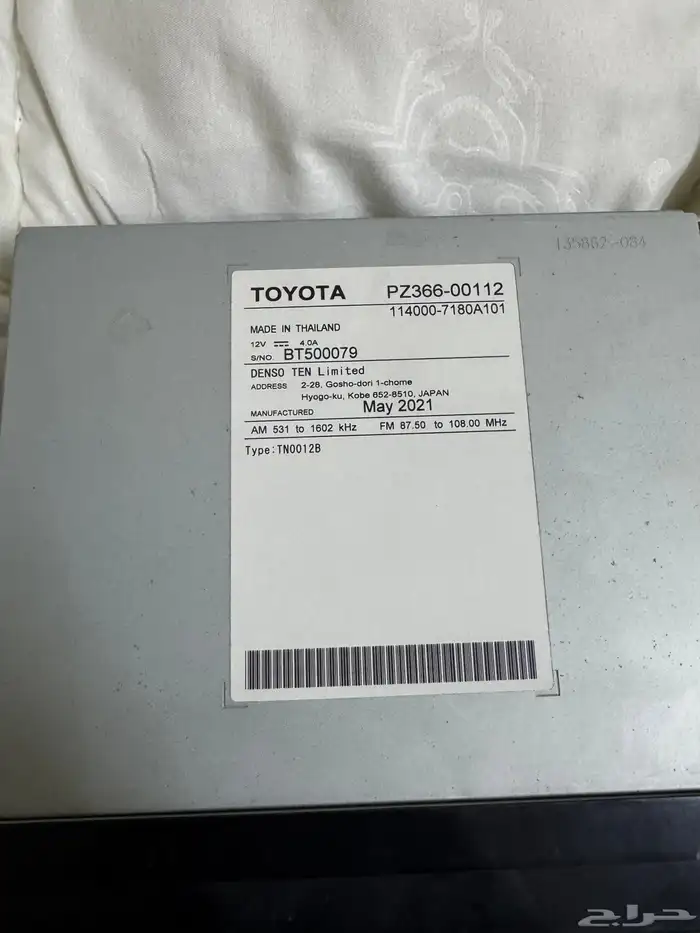 135862-084
TOYOTA PZ366-00112
114000-7180A101
MADE IN THAILAND
12V ⎓ 4.0A
S/NO. BT500079
DENSO TEN Limited
ADDRESS 2-28, Gosho-dori 1-chome
Hyogo-ku, Kobe 652-8510, JAPAN
MANUFACTURED May 2021
AM 531 to 1602 kHz FM 87.50 to 108.00 MHz
Type:TN0012B
حراج